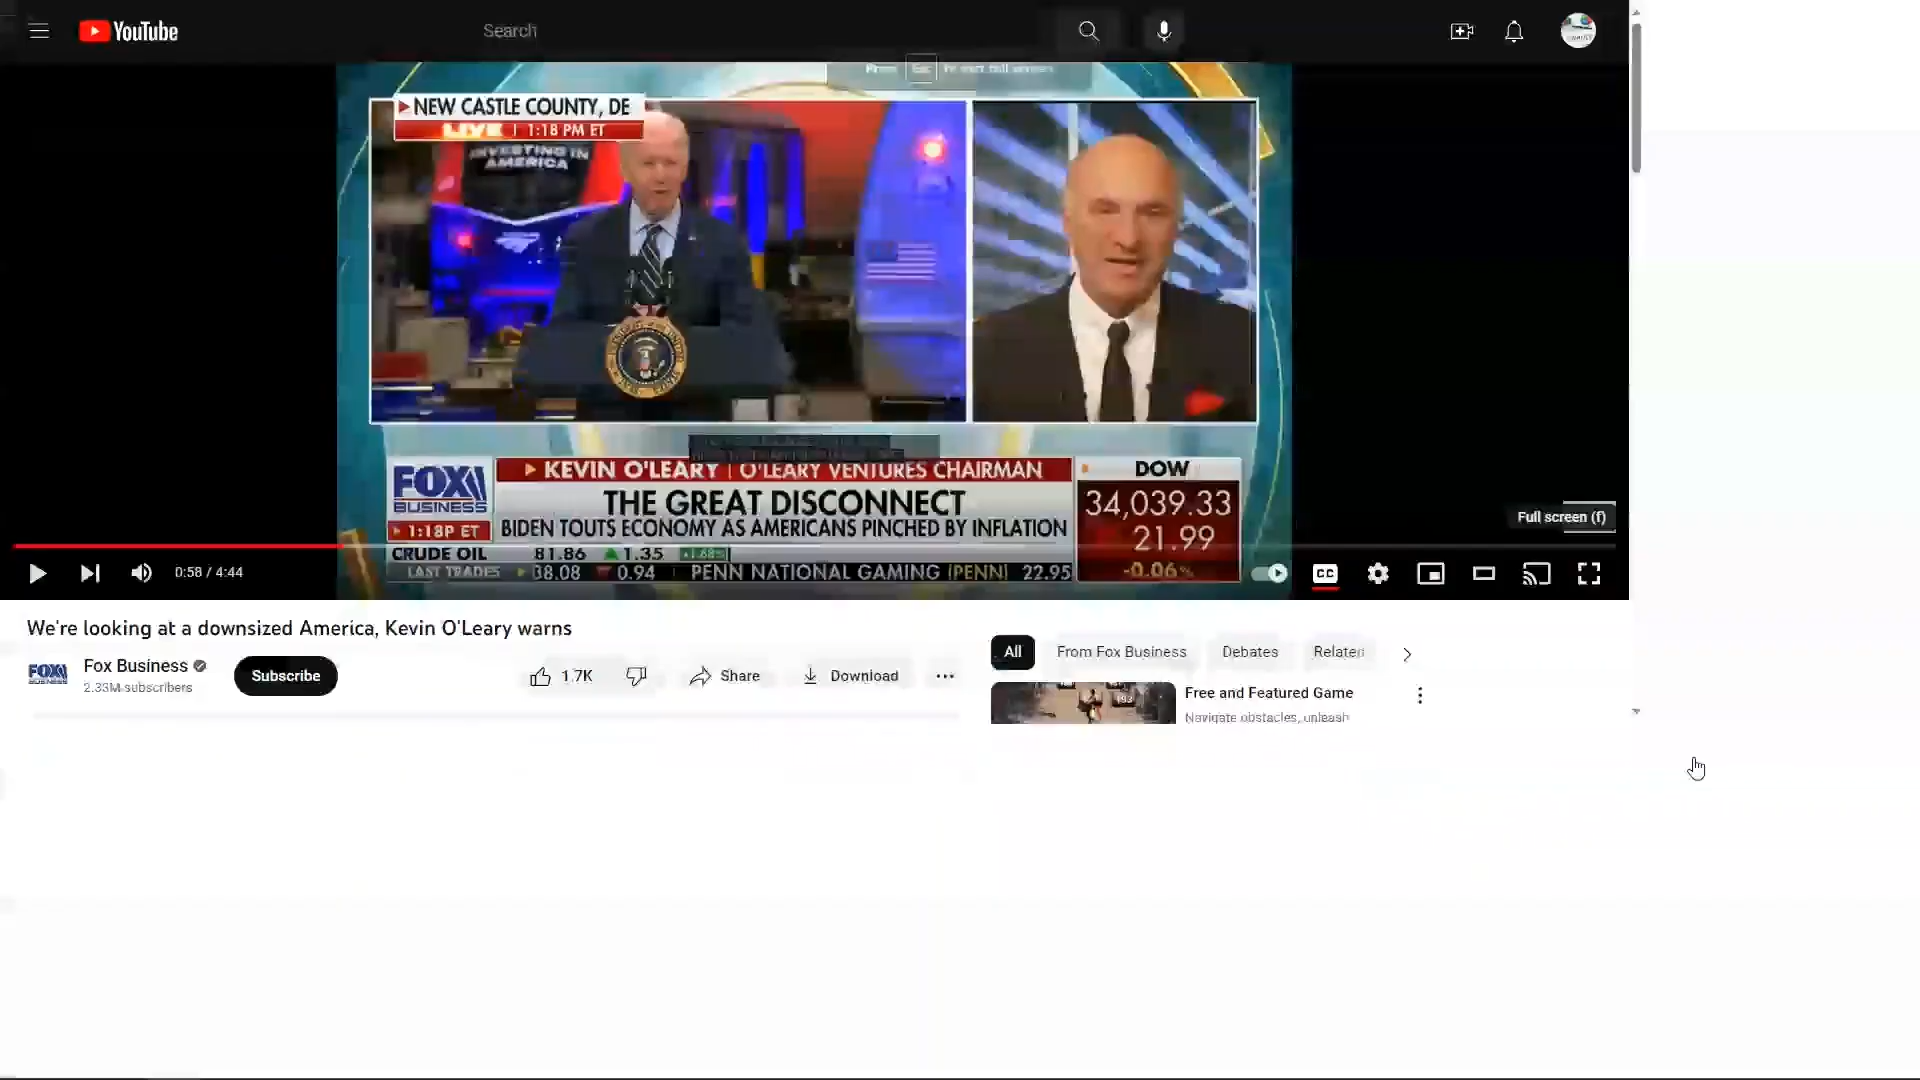 YouTube
Search
NEW CASTLE COUNTY, DE
LIVE | 1:18 PM ET
INVESTING IN
AMERICA
KEVIN O'LEARY | O'LEARY VENTURES CHAIRMAN
FOX
BUSINESS
THE GREAT DISCONNECT
BIDEN TOUTS ECONOMY AS AMERICANS PINCHED BY INFLATION
1:18P ET
DOW
34,039.33
21.99
-0.06%
CRUDE OIL 81.86 ▲1.35
LAST TRADES 38.08 ▼0.94 PENN NATIONAL GAMING (PENN) 22.95
Full screen (f)
0:58 / 4:44
CC
We're looking at a downsized America, Kevin O'Leary warns
FOX
BUSINESS
Fox Business
2.33M subscribers
Subscribe
1.7K
Share
Download
All
From Fox Business
Debates
Related
Free and Featured Game
Navigate obstacles, unleash